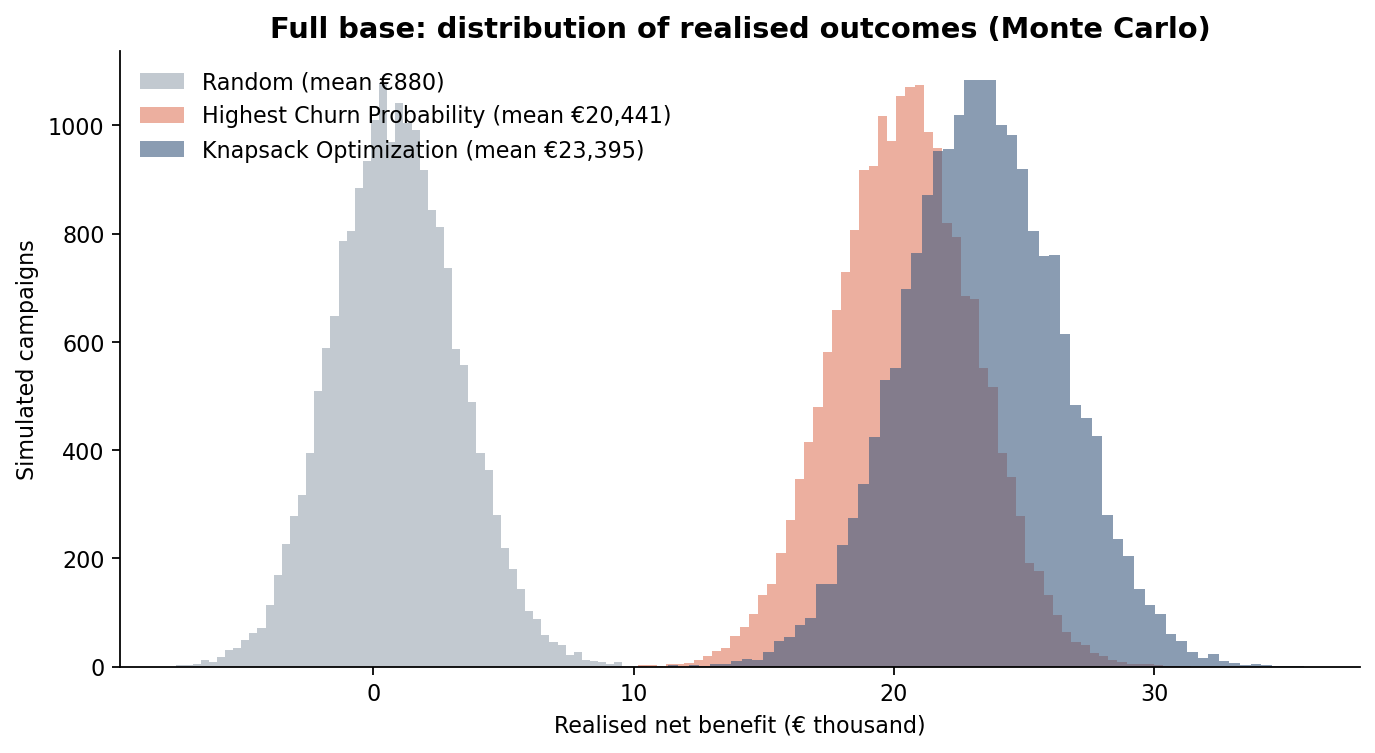 Full base: distribution of realised outcomes (Monte Carlo)
Random (mean €880)
Highest Churn Probability (mean €20,441)
Knapsack Optimization (mean €23,395)
Simulated campaigns
1000
800
600
400
200
0
0 10 20 30
Realised net benefit (€ thousand)